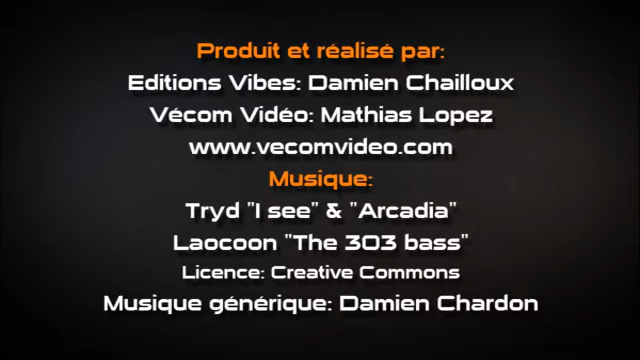 Produit et réalisé par:
Editions Vibes: Damien Chailloux
Vécom Vidéo: Mathias Lopez
www.vecomvideo.com
Musique:
Tryd "I see" & "Arcadia"
Laocoon "The 303 bass"
Licence: Creative Commons
Musique générique: Damien Chardon